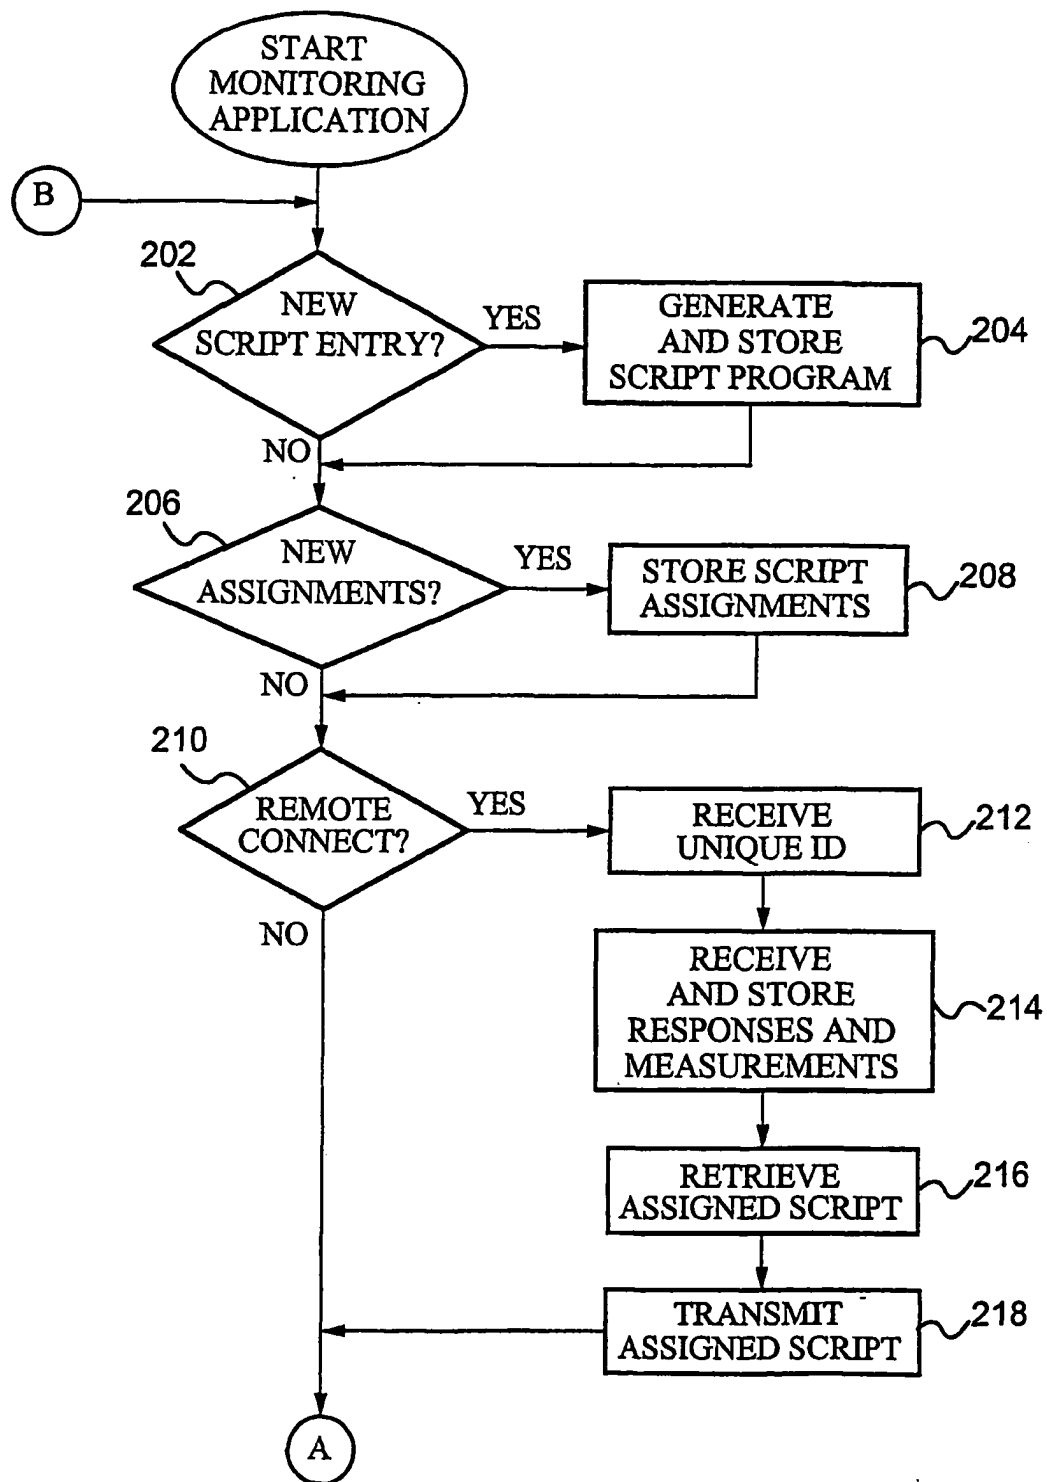 START
MONITORING
APPLICATION
B
202
NEW
SCRIPT ENTRY?
YES
GENERATE
AND STORE
SCRIPT PROGRAM
204
NO
206
NEW
ASSIGNMENTS?
YES
STORE SCRIPT
ASSIGNMENTS
208
NO
210
REMOTE
CONNECT?
YES
RECEIVE
UNIQUE ID
212
NO
RECEIVE
AND STORE
RESPONSES AND
MEASUREMENTS
214
RETRIEVE
ASSIGNED SCRIPT
216
TRANSMIT
ASSIGNED SCRIPT
218
A